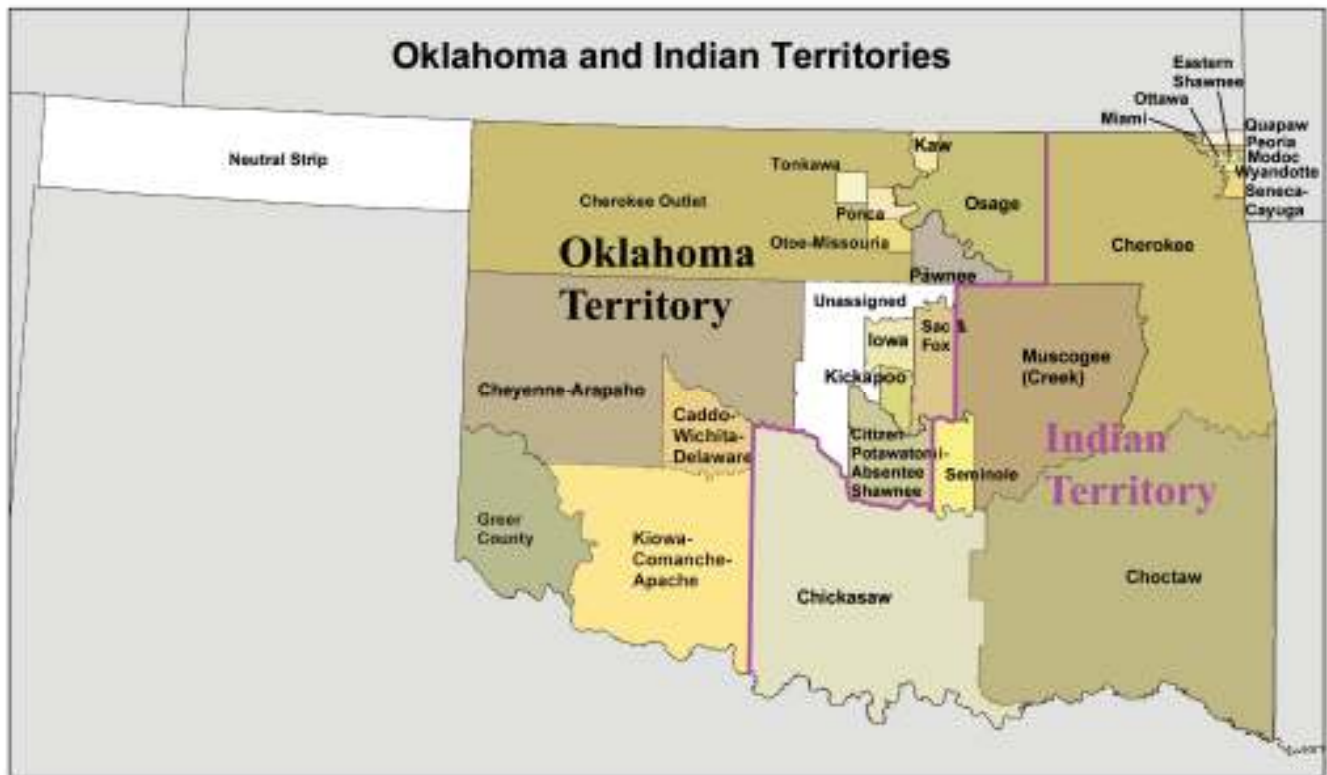 Oklahoma and Indian Territories
Eastern
Shawnee
Ottawa
Miami
Quapaw
Peoria
Modoc
Wyandotte
Seneca-
Cayuga
Neutral Strip
Kaw
Tonkawa
Cherokee Outlet
Ponca
Osage
Otoe-Missouria
Cherokee
Oklahoma
Territory
Pawnee
Unassigned
Iowa
Sac &
Fox
Kickapoo
Muscogee
(Creek)
Cheyenne-Arapaho
Caddo-
Wichita-
Delaware
Citizen
Potawatomi-
Absentee
Shawnee
Seminole
Indian
Territory
Greer
County
Kiowa-
Comanche-
Apache
Chickasaw
Choctaw